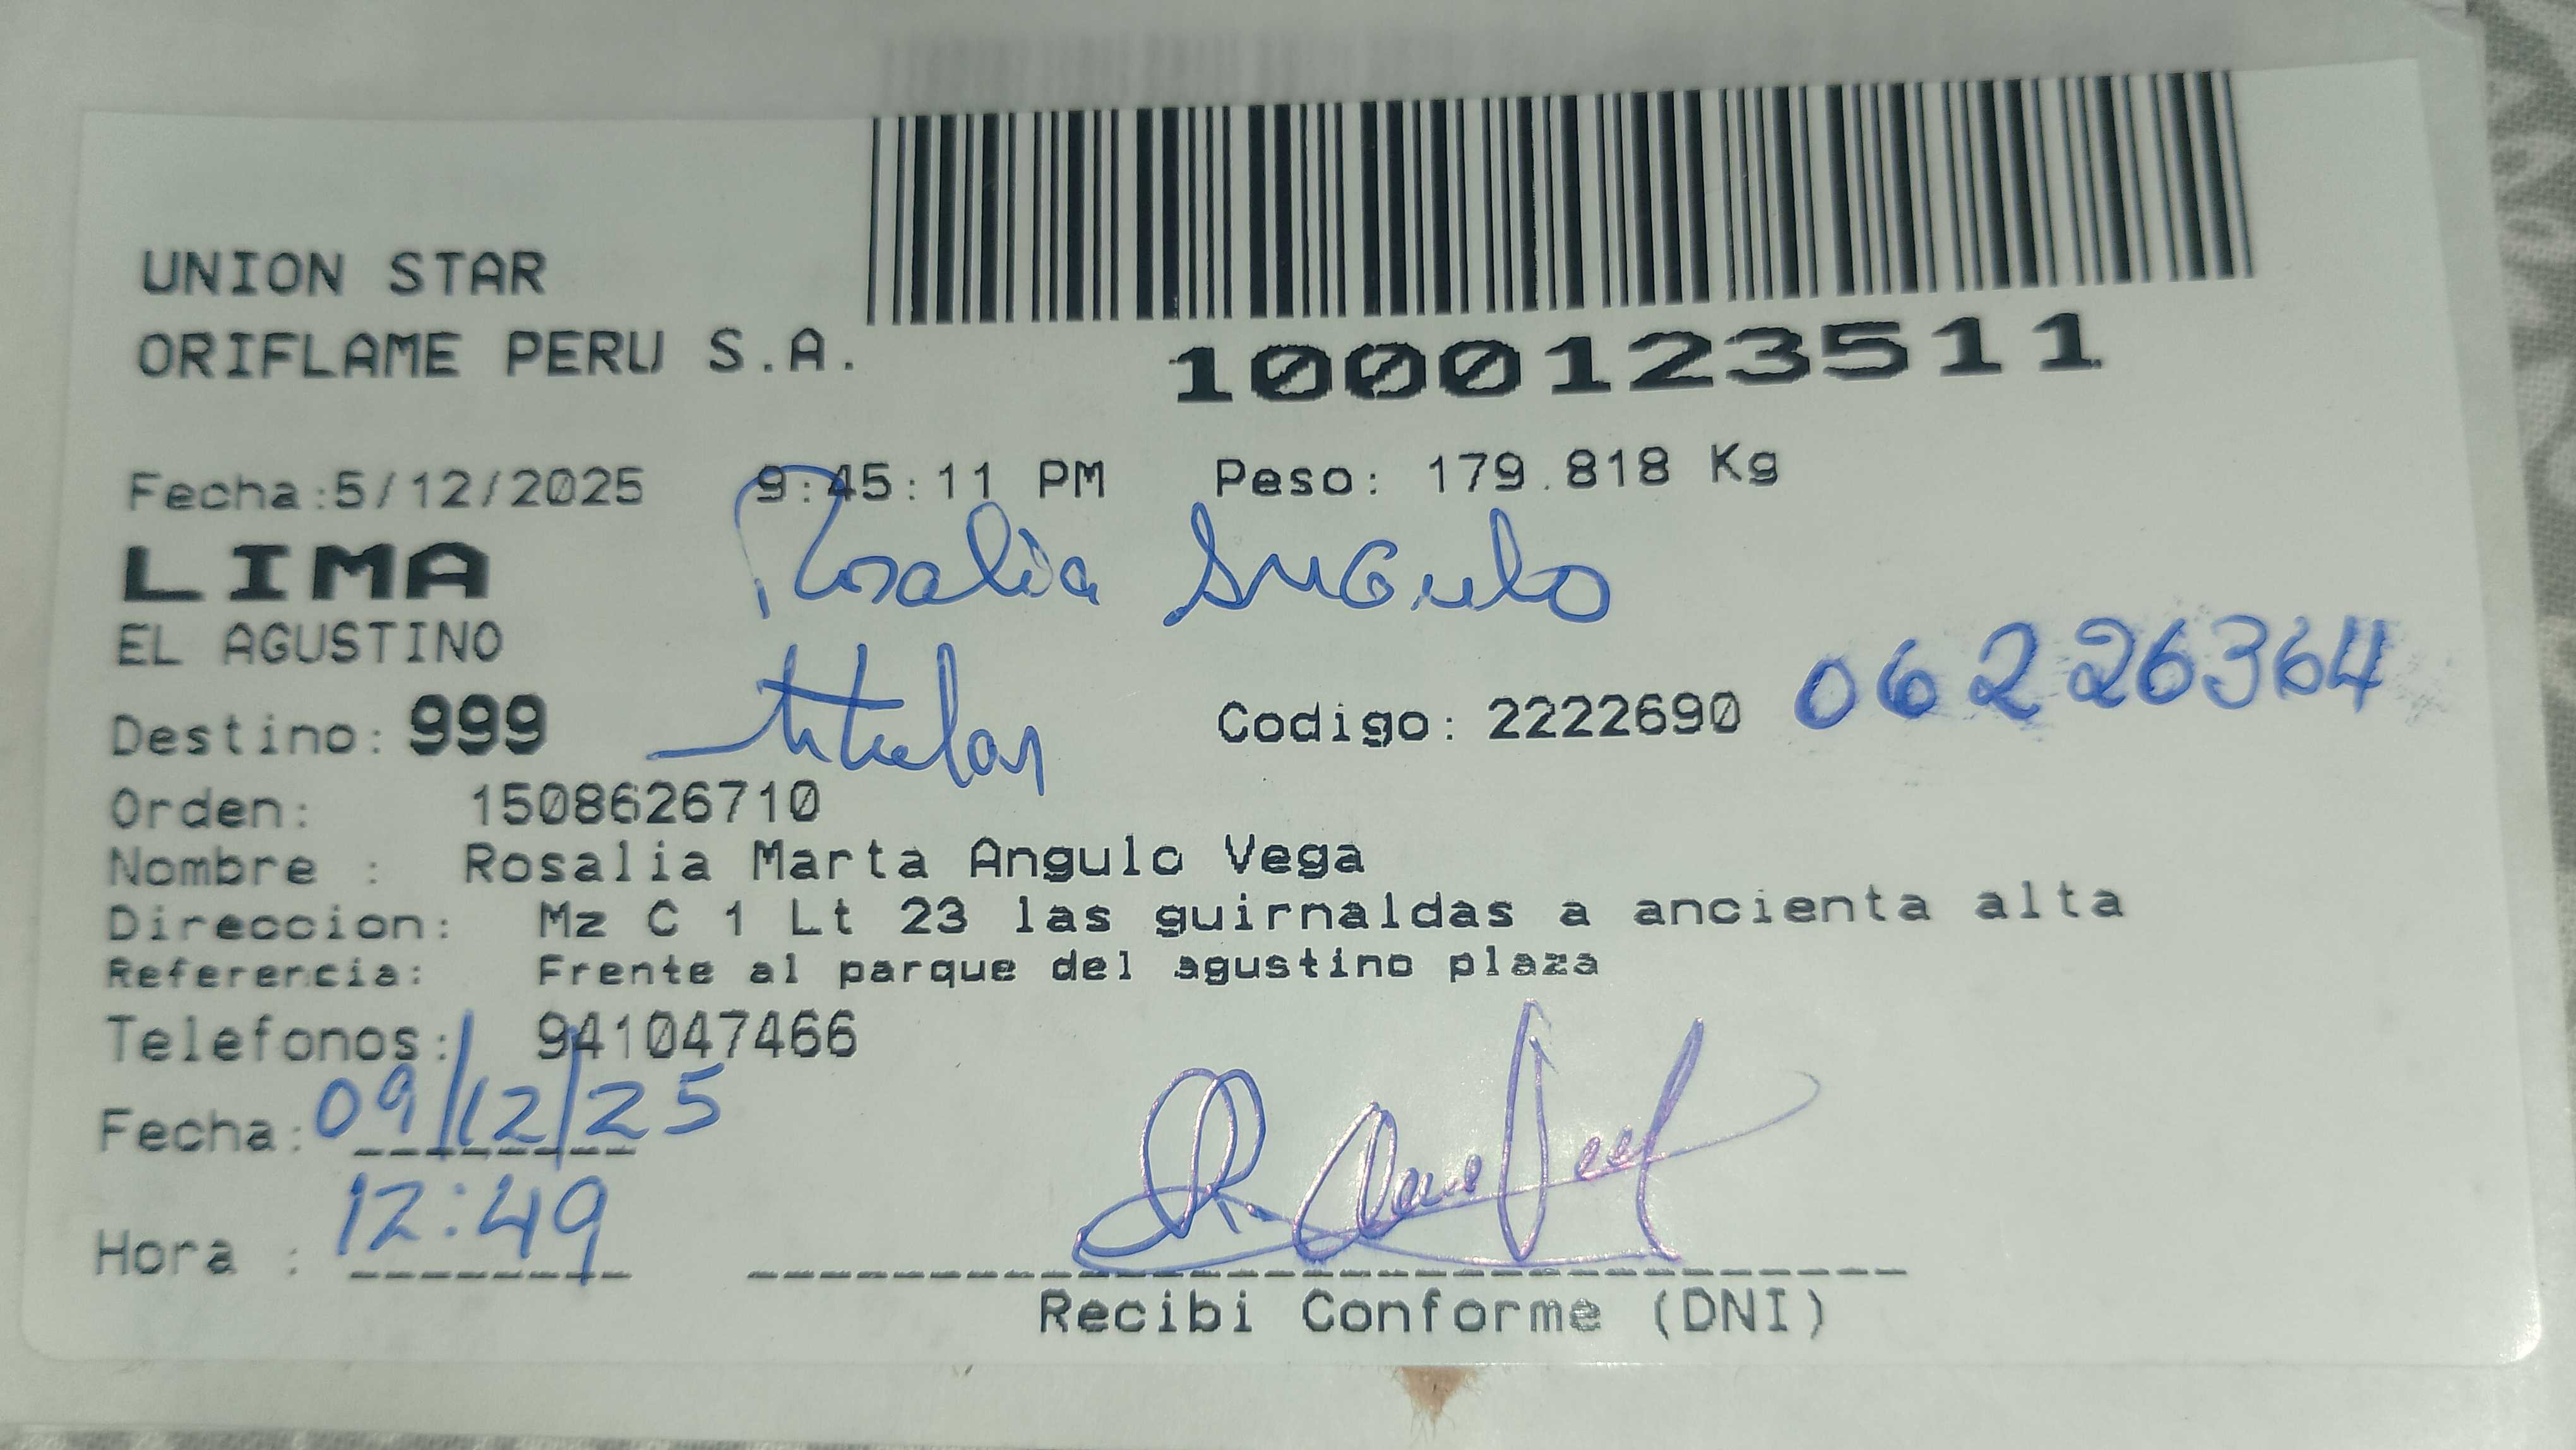 UNION STAR
ORIFLAME PERU S.A.
1000123511
Fecha:5/12/2025 9:45:11 PM Peso: 179.818 Kg
LIMA
Rosalia Angulo
EL AGUSTINO
titular
Destino: 999 Codigo: 2222690 06226364
Orden: 1508626710
Nombre : Rosalia Marta Angulo Vega
Direccion: Mz C 1 Lt 23 las guirnaldas a ancienta alta
Referencia: Frente al parque del agustino plaza
Telefonos: 941047466
Fecha: 09/12/25
Hora : 12:49
Recibi Conforme (DNI)